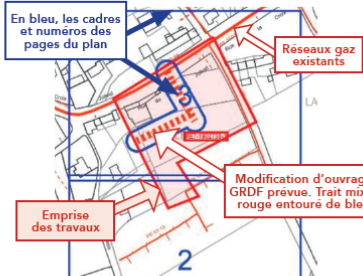 En bleu, les cadres
et numéros des
pages du plan
Réseaux gaz
existants
Modification d'ouvrag
GRDF prévue. Trait mix
rouge entouré de ble
Emprise
des travaux
2